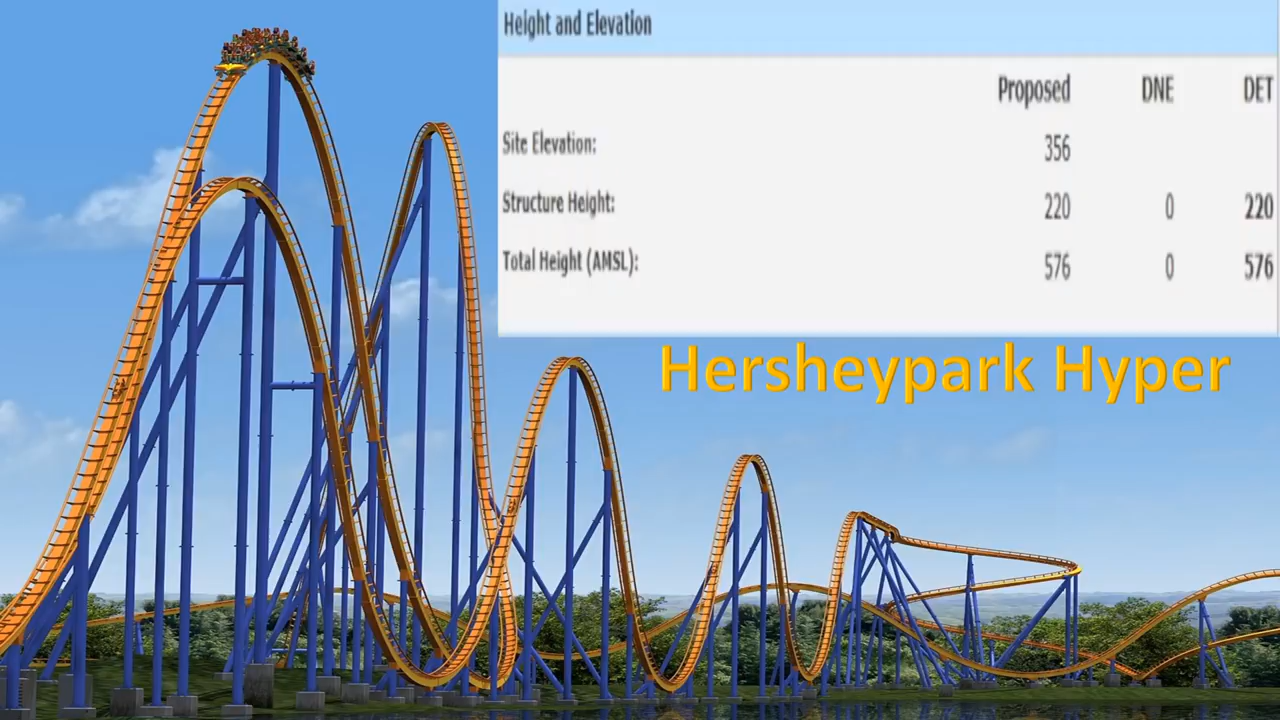 Height and Elevation
Proposed DNE DET
Site Elevation: 356
Structure Height: 220 0 220
Total Height (AMSL): 576 0 576
Hersheypark Hyper